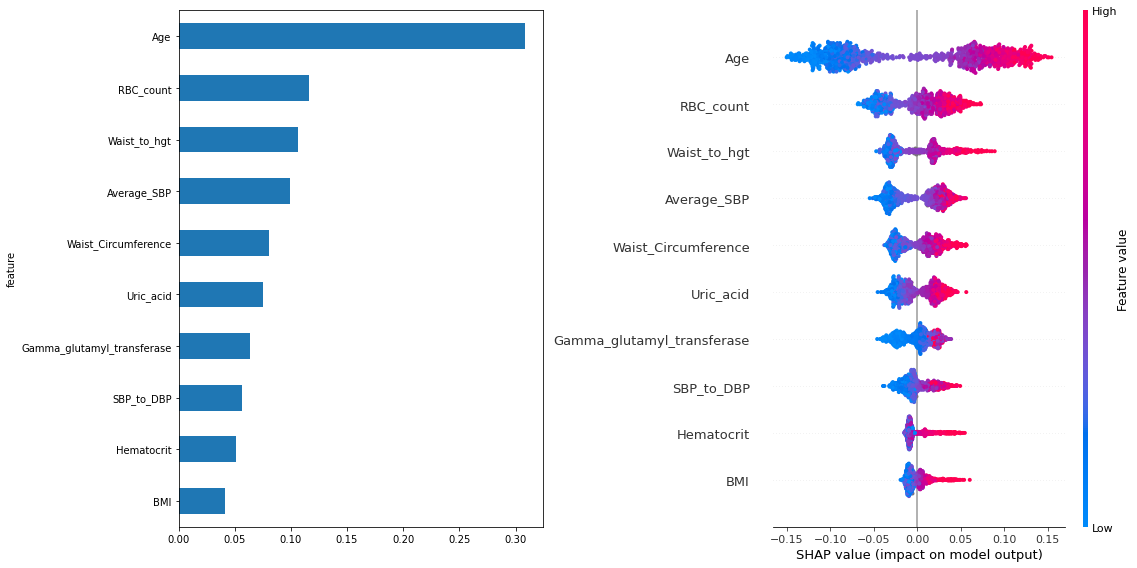 feature
Age
RBC_count
Waist_to_hgt
Average_SBP
Waist_Circumference
Uric_acid
Gamma_glutamyl_transferase
SBP_to_DBP
Hematocrit
BMI
0.00 0.05 0.10 0.15 0.20 0.25 0.30
Age
RBC_count
Waist_to_hgt
Average_SBP
Waist_Circumference
Uric_acid
Gamma_glutamyl_transferase
SBP_to_DBP
Hematocrit
BMI
−0.15 −0.10 −0.05 0.00 0.05 0.10 0.15
SHAP value (impact on model output)
High
Feature value
Low